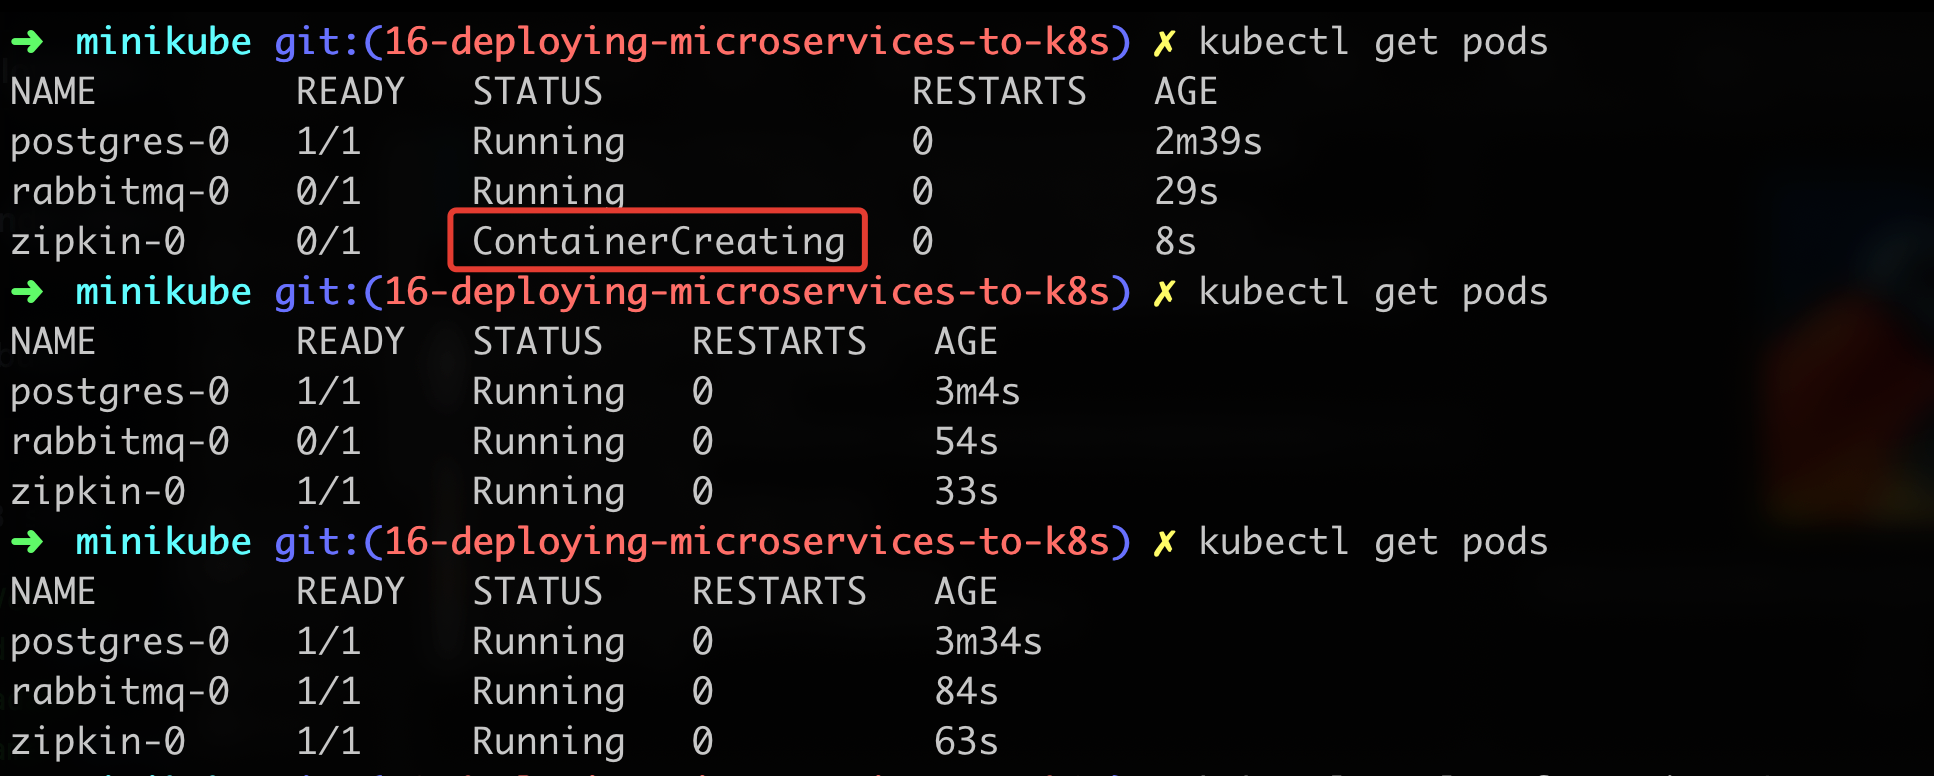 ➜ minikube git:(16-deploying-microservices-to-k8s) ✗ kubectl get pods
NAME READY STATUS RESTARTS AGE
postgres-0 1/1 Running 0 2m39s
rabbitmq-0 0/1 Running 0 29s
zipkin-0 0/1 ContainerCreating 0 8s
➜ minikube git:(16-deploying-microservices-to-k8s) ✗ kubectl get pods
NAME READY STATUS RESTARTS AGE
postgres-0 1/1 Running 0 3m4s
rabbitmq-0 0/1 Running 0 54s
zipkin-0 1/1 Running 0 33s
➜ minikube git:(16-deploying-microservices-to-k8s) ✗ kubectl get pods
NAME READY STATUS RESTARTS AGE
postgres-0 1/1 Running 0 3m34s
rabbitmq-0 1/1 Running 0 84s
zipkin-0 1/1 Running 0 63s